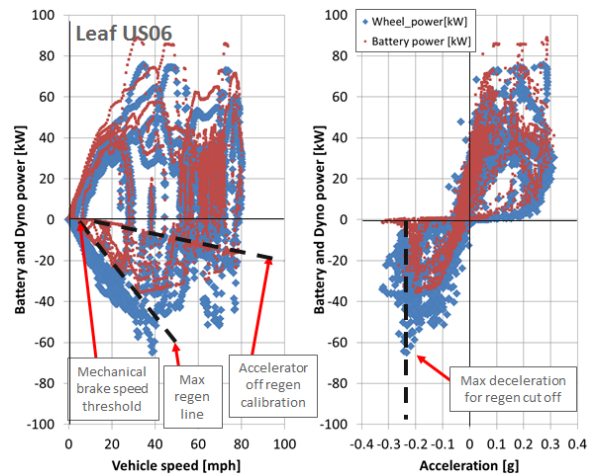 Leaf US06
Battery and Dyno power [kW]
100
80
60
40
20
0
-20
-40
-60
-80
-100
0
20
40
60
80
100
Vehicle speed [mph]
Mechanical
brake speed
threshold
Max
regen
line
Accelerator
off regen
calibration
Wheel_power[kW]
Battery power [kW]
Battery and Dyno power [kW]
100
80
60
40
20
0
-20
-40
-60
-80
-100
-0.4
-0.3
-0.2
-0.1
0
0.1
0.2
0.3
0.4
Acceleration [g]
Max deceleration
for regen cut off